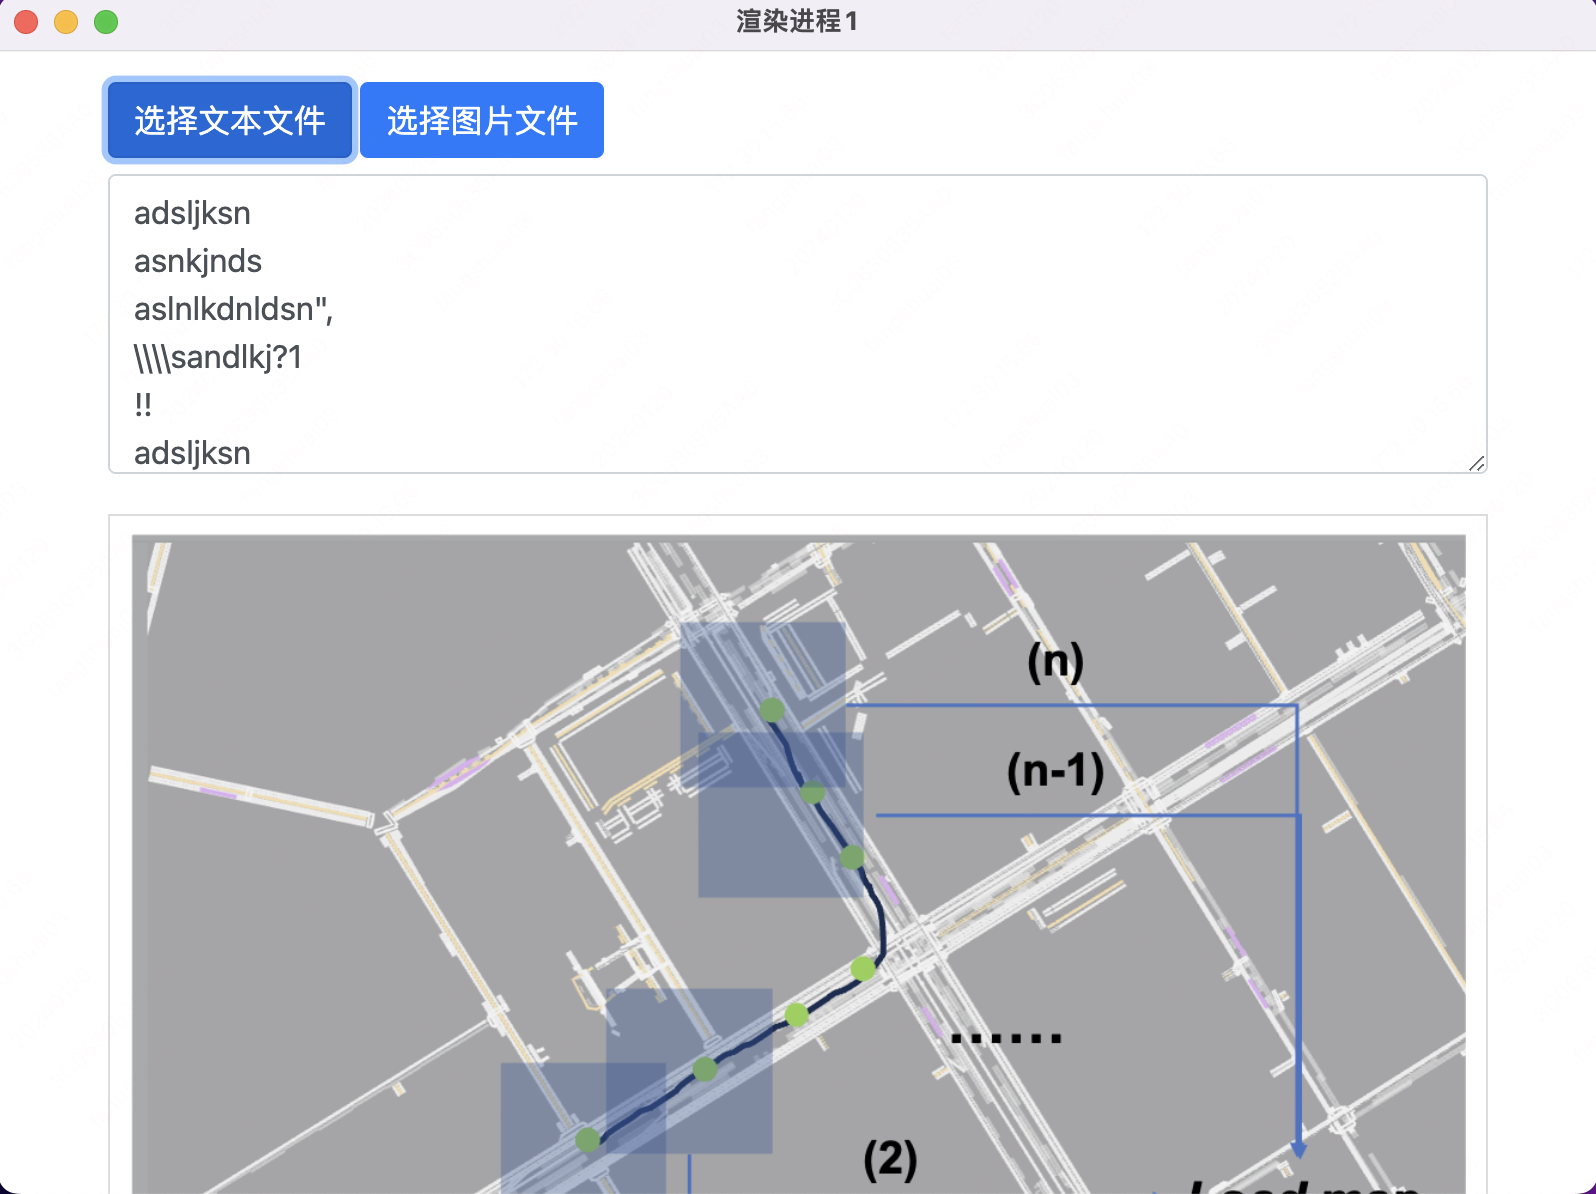 渲染进程1
选择文本文件 选择图片文件
adsljksn
asnkjnds
aslnlkdnldsn",
\\\\sandlkj?1
!!
adsljksn
(n)
(n-1)
......
(2)